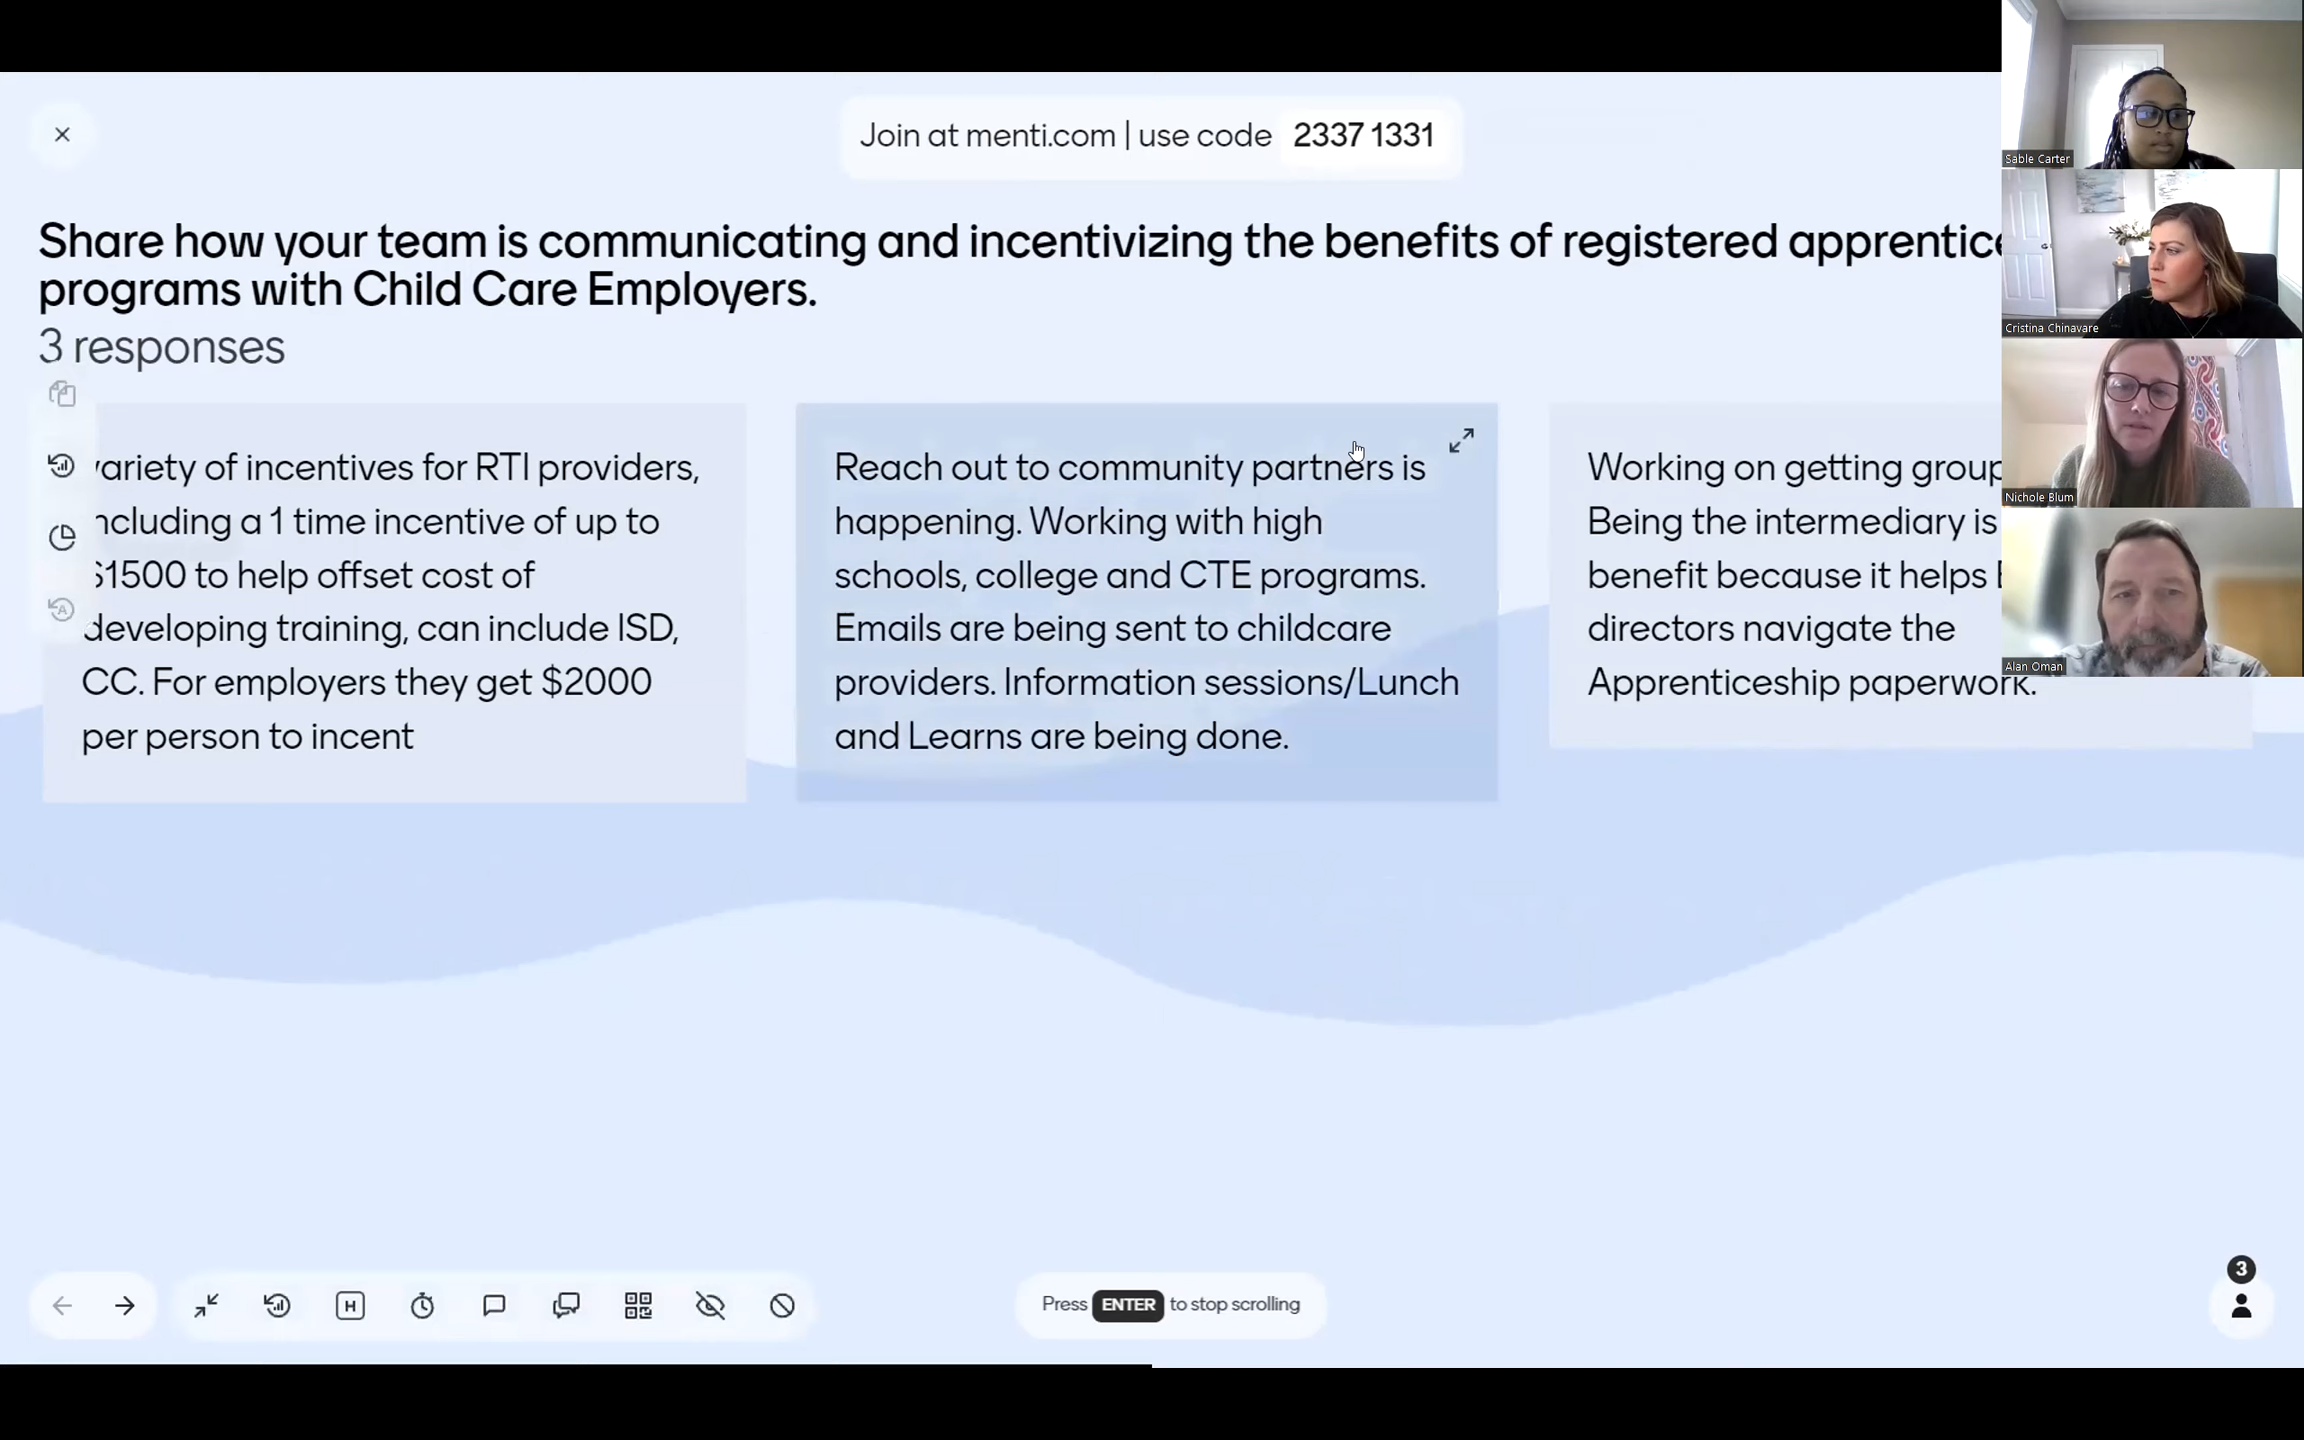 Join at menti.com | use code 2337 1331
Share how your team is communicating and incentivizing the benefits of registered
programs with Child Care Employers.
3 responses
variety of incentives for RTI providers,
including a 1 time incentive of up to
$1500 to help offset cost of
developing training, can include ISD,
CC. For employers they get $2000
per person to incent
Reach out to community partners is
happening. Working with high
schools, college and CTE programs.
Emails are being sent to childcare
providers. Information sessions/Lunch
and Learns are being done.
Working on getting
Being the intermediary is
benefit because it helps
directors navigate the
Apprenticeship paperwork.
Sable Carter
Cristina Chinavare
Nichole Blum
Alan Oman
H
Press ENTER to stop scrolling
3